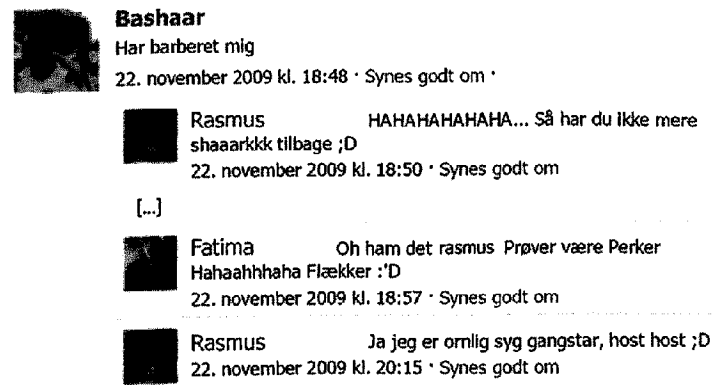 Bashaar
Har barberet mig
22. november 2009 kl. 18:48 · Synes godt om ·
Rasmus HAHAHAHAHAHA... Så har du ikke mere
shaaarkkk tilbage ;D
22. november 2009 kl. 18:50 · Synes godt om
[...]
Fatima Oh ham det rasmus Prøver være Perker
Hahaahhhaha Flækker :'D
22. november 2009 kl. 18:57 · Synes godt om
Rasmus Ja jeg er ornlig syg gangstar, host host ;D
22. november 2009 kl. 20:15 · Synes godt om